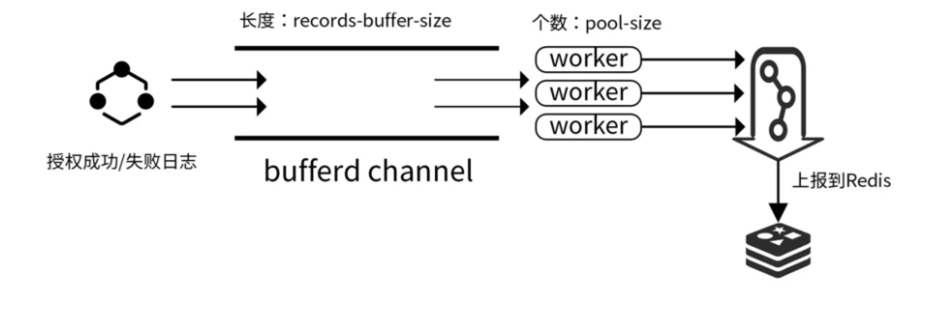 长度：records-buffer-size
个数：pool-size
worker
worker
worker
授权成功/失败日志
bufferd channel
上报到Redis